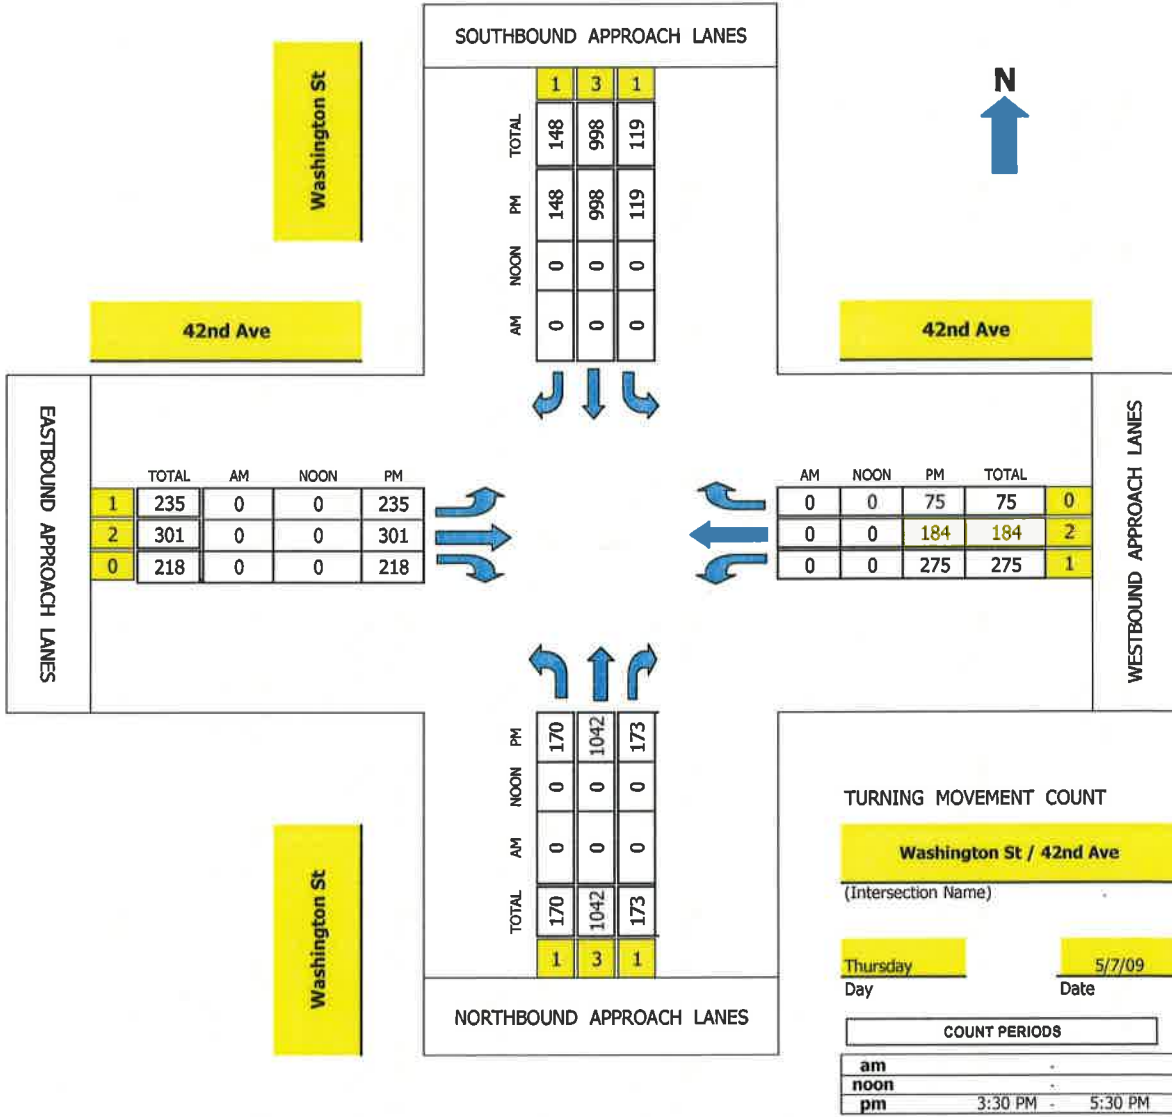 SOUTHBOUND APPROACH LANES
1 3 1
TOTAL 148 998 119
PM 148 998 119
NOON 0 0 0
AM 0 0 0
Washington St
N
42nd Ave
42nd Ave
EASTBOUND APPROACH LANES
TOTAL AM NOON PM
1 235 0 0 235
2 301 0 0 301
0 218 0 0 218
AM NOON PM TOTAL
0 0 75 75 0
0 0 184 184 2
0 0 275 275 1
WESTBOUND APPROACH LANES
PM 170 1042 173
NOON 0 0 0
AM 0 0 0
TOTAL 170 1042 173
1 3 1
NORTHBOUND APPROACH LANES
Washington St
TURNING MOVEMENT COUNT
Washington St / 42nd Ave
(Intersection Name)
Thursday 5/7/09
Day Date
COUNT PERIODS
am -
noon -
pm 3:30 PM - 5:30 PM